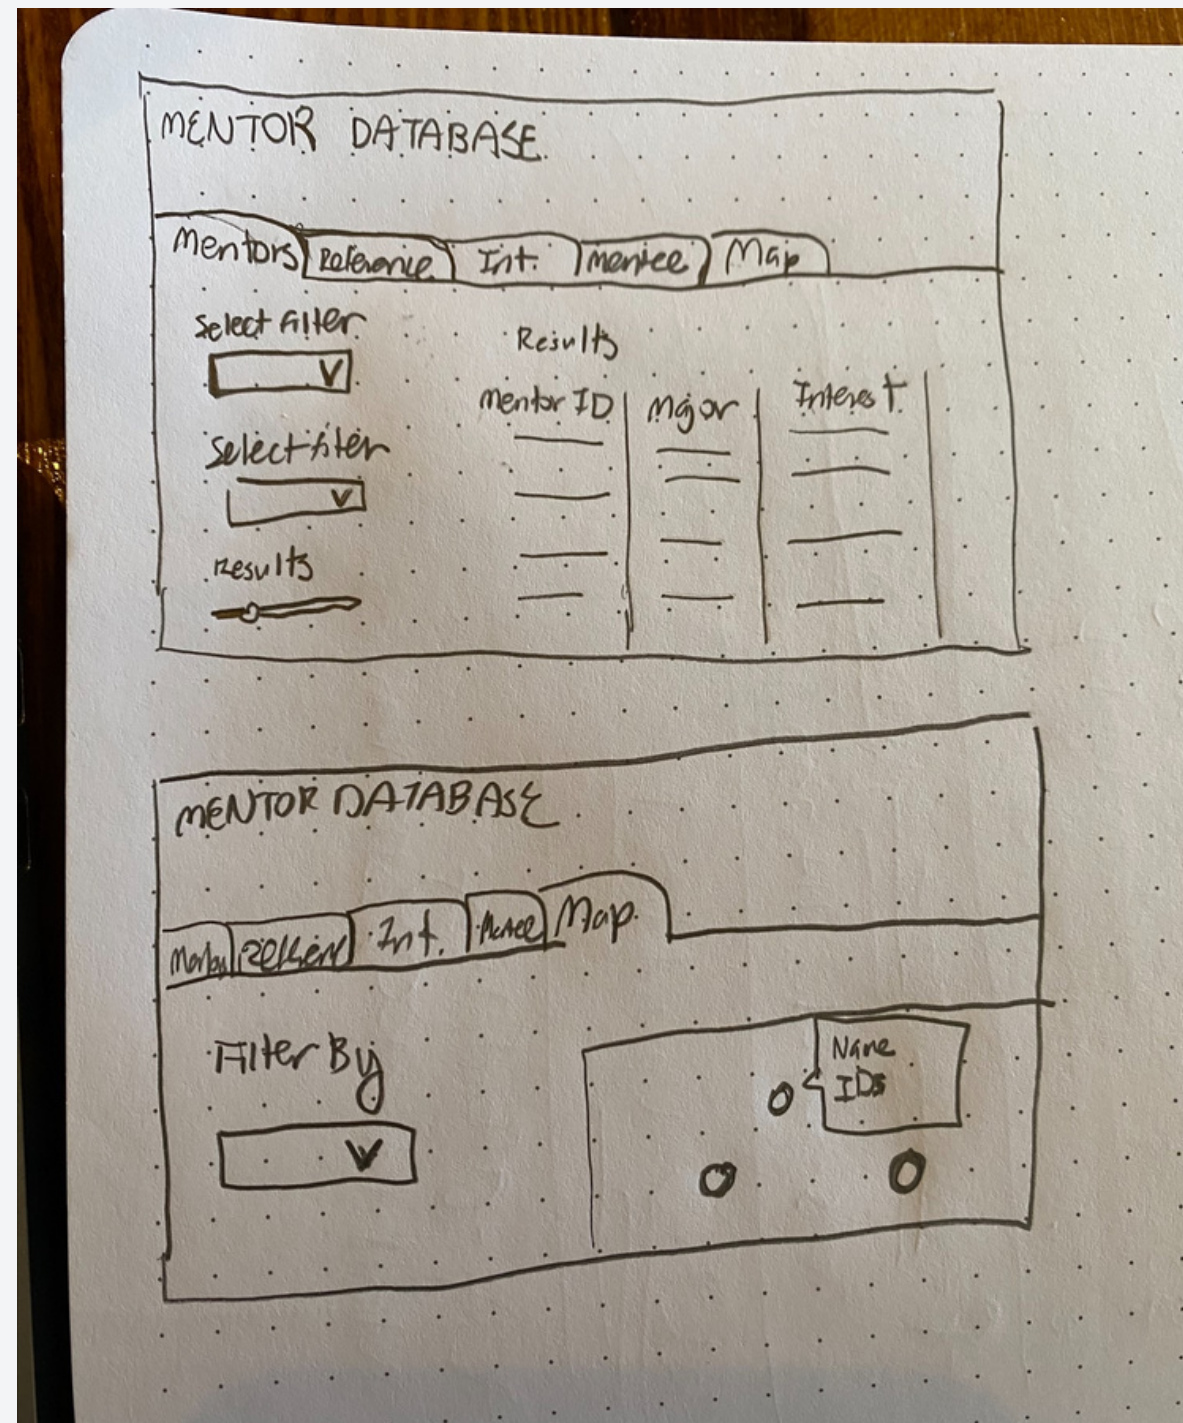 MENTOR DATABASE
Mentors Reference Int. Mentee Map
Select Filter
V
Select filter
V
Results
Results
Mentor ID Major Interest
MENTOR DATABASE
Int. Map
Filter By
V
Name
IDs